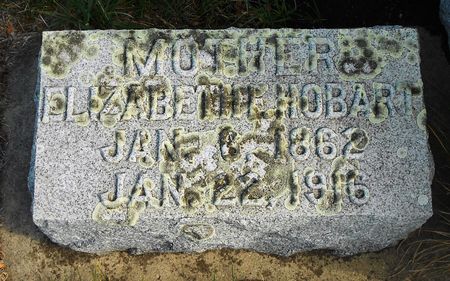 MOTHER
ELIZABETH E. HOBART
JAN. 6. 1862
JAN. 22. 1916